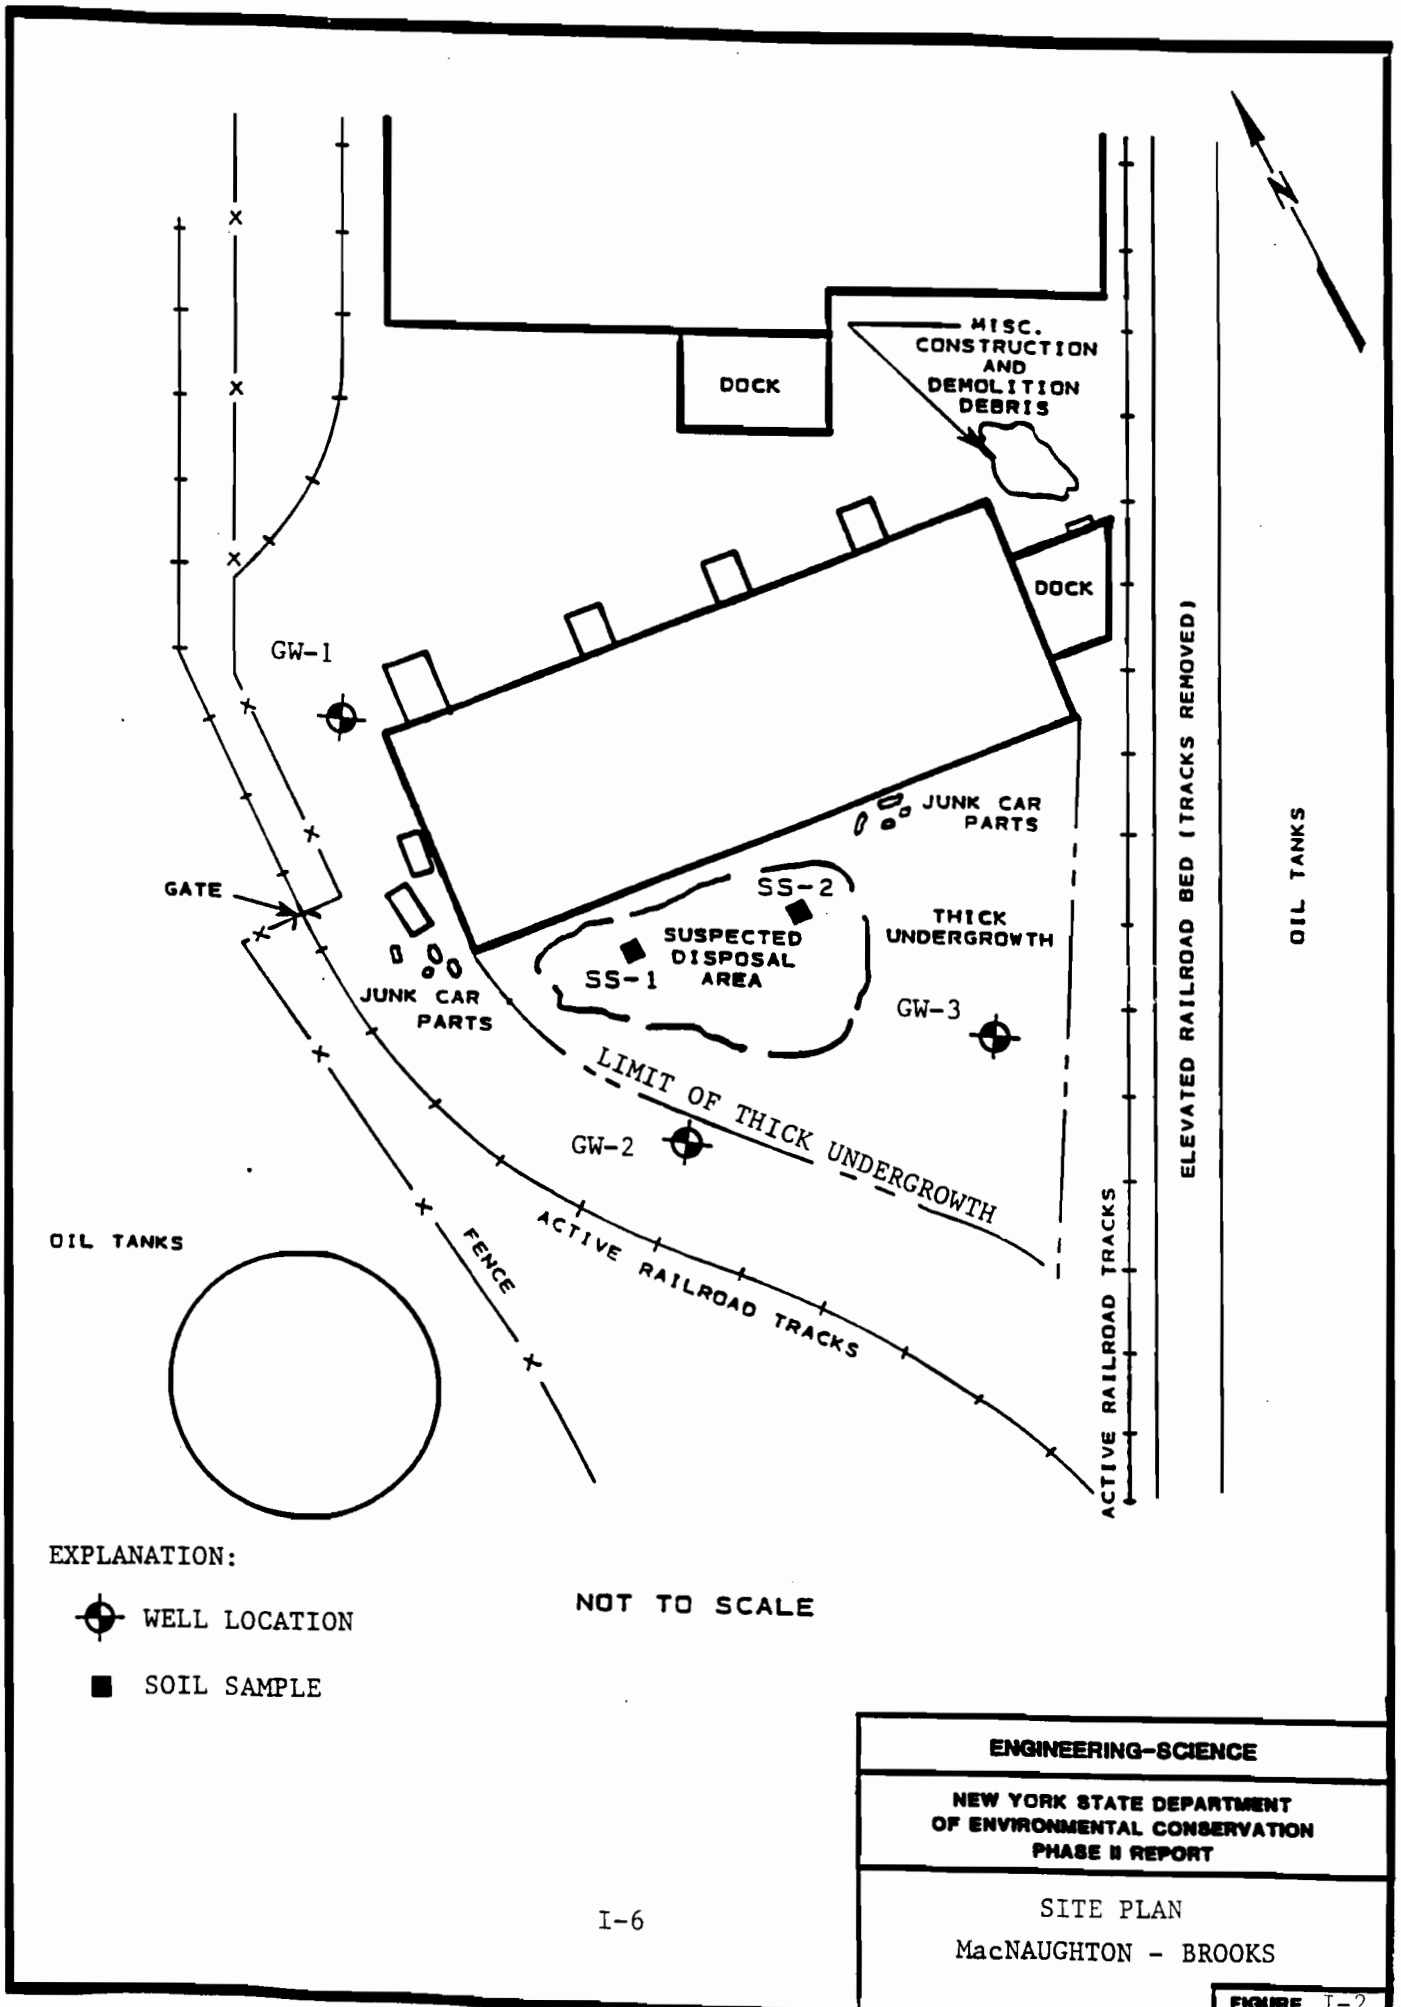 N
MISC.
CONSTRUCTION
AND
DEMOLITION
DEBRIS
DOCK
DOCK
GW-1
ELEVATED RAILROAD BED (TRACKS REMOVED)
OIL TANKS
JUNK CAR
PARTS
GATE
SS-2
SUSPECTED
DISPOSAL
AREA
SS-1
THICK
UNDERGROWTH
JUNK CAR
PARTS
GW-3
LIMIT OF THICK UNDERGROWTH
GW-2
ACTIVE RAILROAD TRACKS
ACTIVE RAILROAD TRACKS
FENCE
OIL TANKS
EXPLANATION:
WELL LOCATION
SOIL SAMPLE
NOT TO SCALE
ENGINEERING-SCIENCE
NEW YORK STATE DEPARTMENT
OF ENVIRONMENTAL CONSERVATION
PHASE II REPORT
SITE PLAN
MacNAUGHTON - BROOKS
I-6
FIGURE I-2